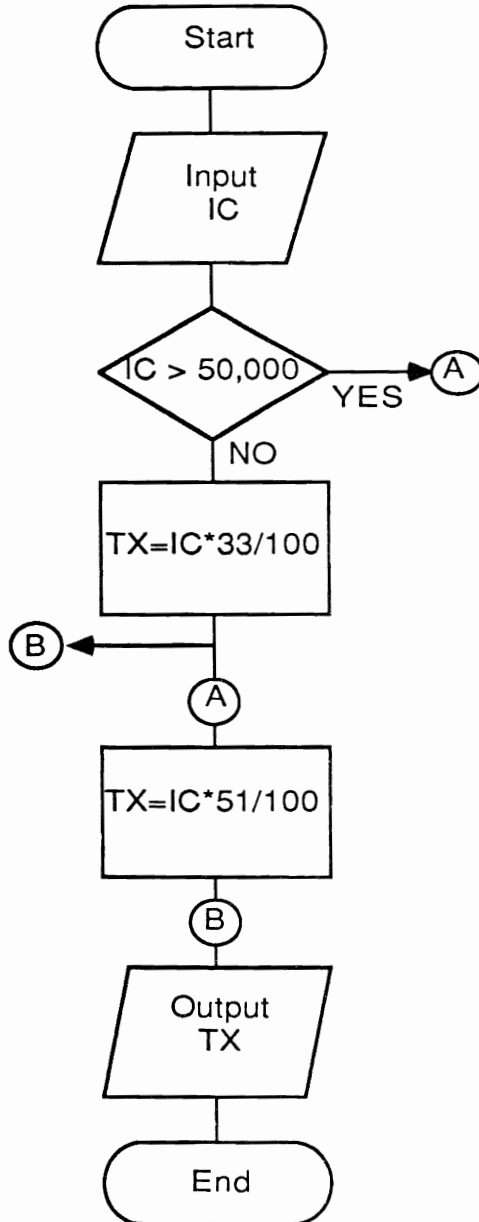 Start
Input
IC
IC > 50,000
YES
A
NO
TX=IC*33/100
B
A
TX=IC*51/100
B
Output
TX
End